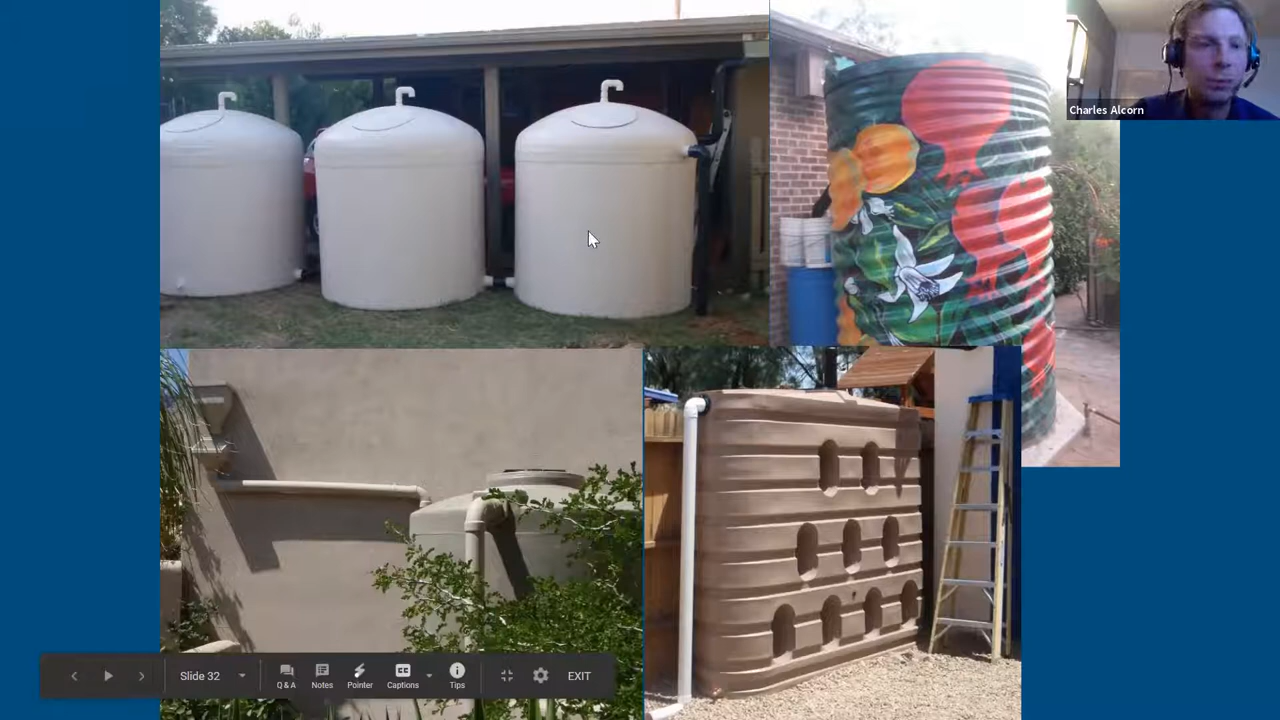 Charles Alcorn
Slide 32
Q & A
Notes
Pointer
Captions
Tips
EXIT